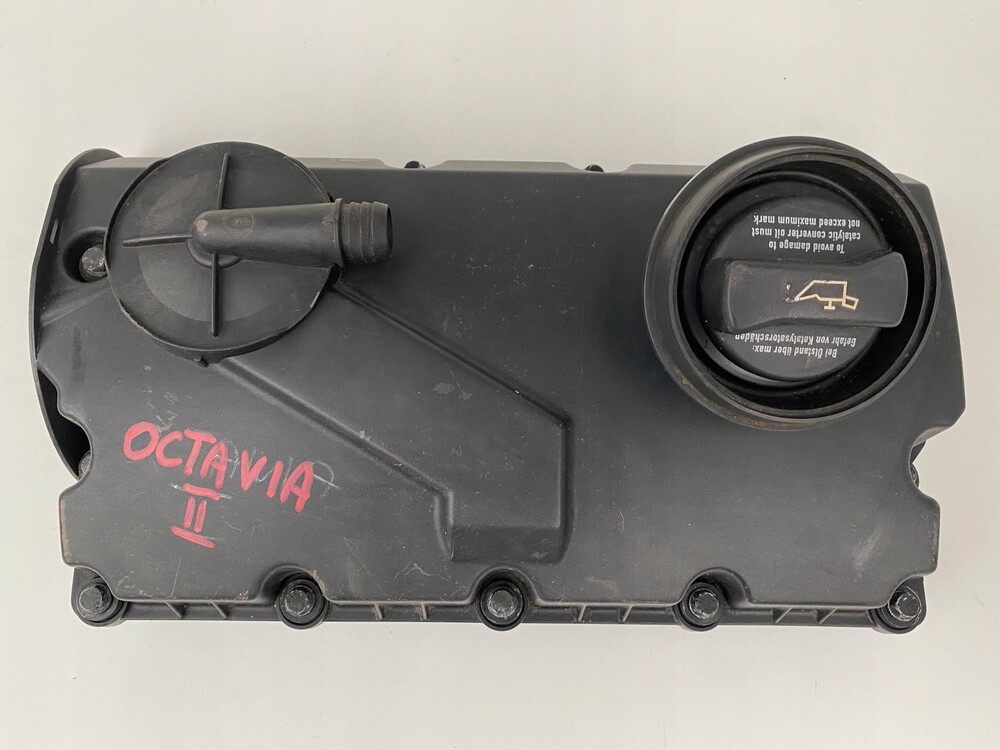 OCTAVIA
II
To avoid damage to
catalytic converter oil must
not exceed maximum mark
Bei Ölstand über max:
Gefahr von Katalysatorschäden